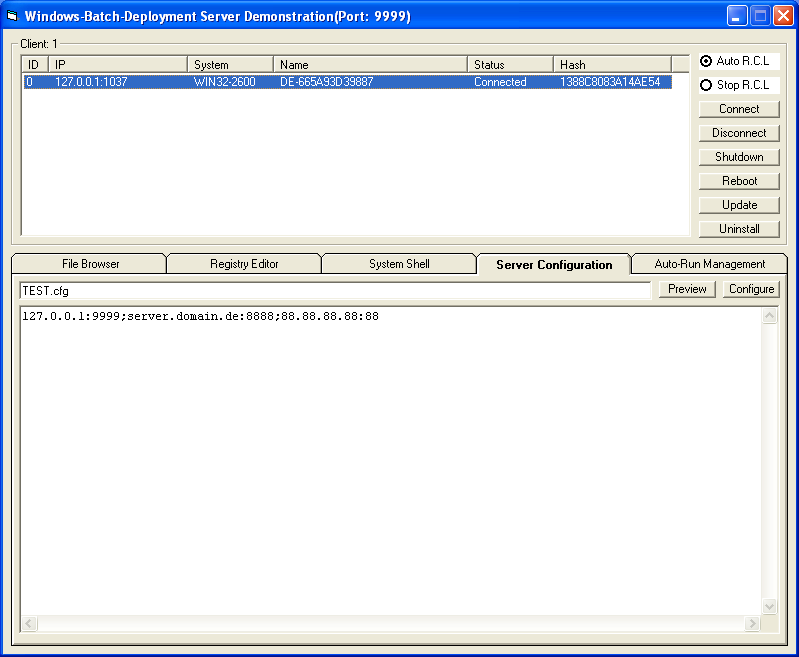 Windows-Batch-Deployment Server Demonstration(Port: 9999)
Client: 1
ID IP System Name Status Hash
0 127.0.0.1:1037 WIN32-2600 DE-665A93D39887 Connected 1388C8083A14AE54
Auto R.C.L
Stop R.C.L
Connect
Disconnect
Shutdown
Reboot
Update
Uninstall
File Browser Registry Editor System Shell Server Configuration Auto-Run Management
TEST.cfg Preview Configure
127.0.0.1:9999;server.domain.de:8888;88.88.88.88:88